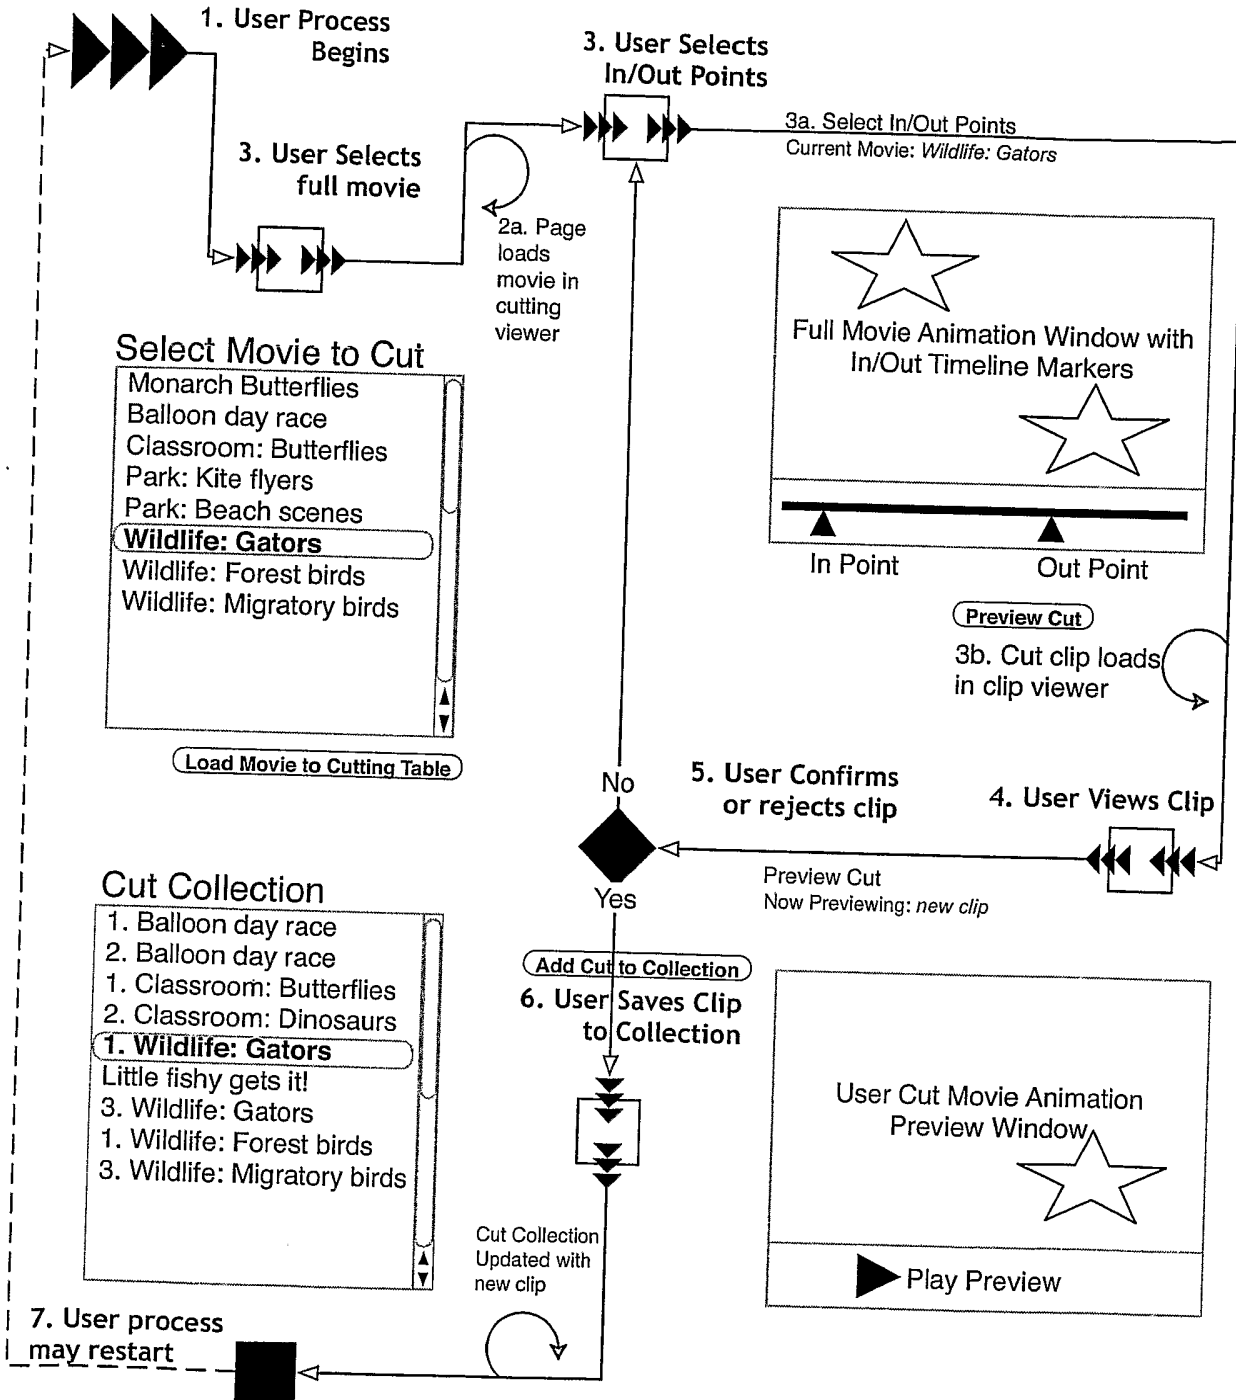 1. User Process
Begins
3. User Selects
full movie
2a. Page
loads
movie in
cutting
viewer
3. User Selects
In/Out Points
3a. Select In/Out Points
Current Movie: Wildlife: Gators
Full Movie Animation Window with
In/Out Timeline Markers
In Point
Out Point
Preview Cut
3b. Cut clip loads
in clip viewer
Select Movie to Cut
Monarch Butterflies
Balloon day race
Classroom: Butterflies
Park: Kite flyers
Park: Beach scenes
Wildlife: Gators
Wildlife: Forest birds
Wildlife: Migratory birds
Load Movie to Cutting Table
4. User Views Clip
5. User Confirms
or rejects clip
No
Yes
Preview Cut
Now Previewing: new clip
User Cut Movie Animation
Preview Window
Play Preview
Add Cut to Collection
6. User Saves Clip
to Collection
Cut Collection
1. Balloon day race
2. Balloon day race
1. Classroom: Butterflies
2. Classroom: Dinosaurs
1. Wildlife: Gators
Little fishy gets it!
3. Wildlife: Gators
1. Wildlife: Forest birds
3. Wildlife: Migratory birds
Cut Collection
Updated with
new clip
7. User process
may restart